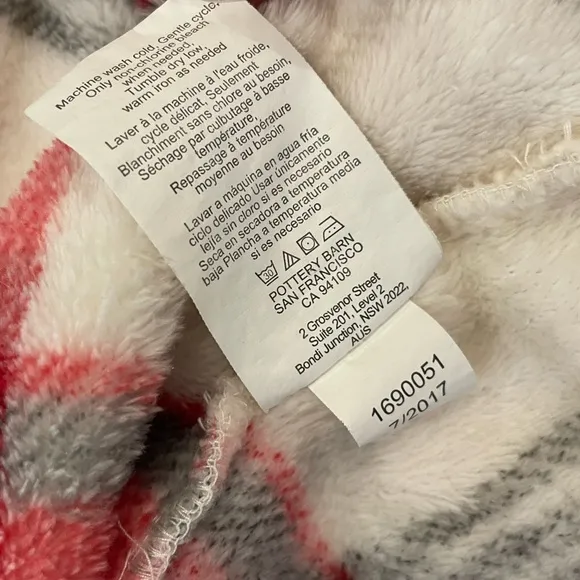 Machine wash cold, Gentle cycle,
Only non-chlorine bleach
when needed,
Tumble dry low,
warm iron as needed
Laver à la machine à l'eau froide,
cycle délicat, Seulement
Blanchiment sans chlore au besoin,
Séchage par culbutage à basse
température,
Repassage à température
moyenne au besoin
Lavar a máquina en agua fría
ciclo delicado Usar únicamente
lejía sin cloro si es necesario
Seca en secadora a temperatura
baja Plancha a temperatura media
si es necesario
30
POTTERY BARN
SAN FRANCISCO
CA 94109
2 Grosvenor Street
Suite 201, Level 2
Bondi Junction, NSW 2022,
AUS
1690051
7/2017